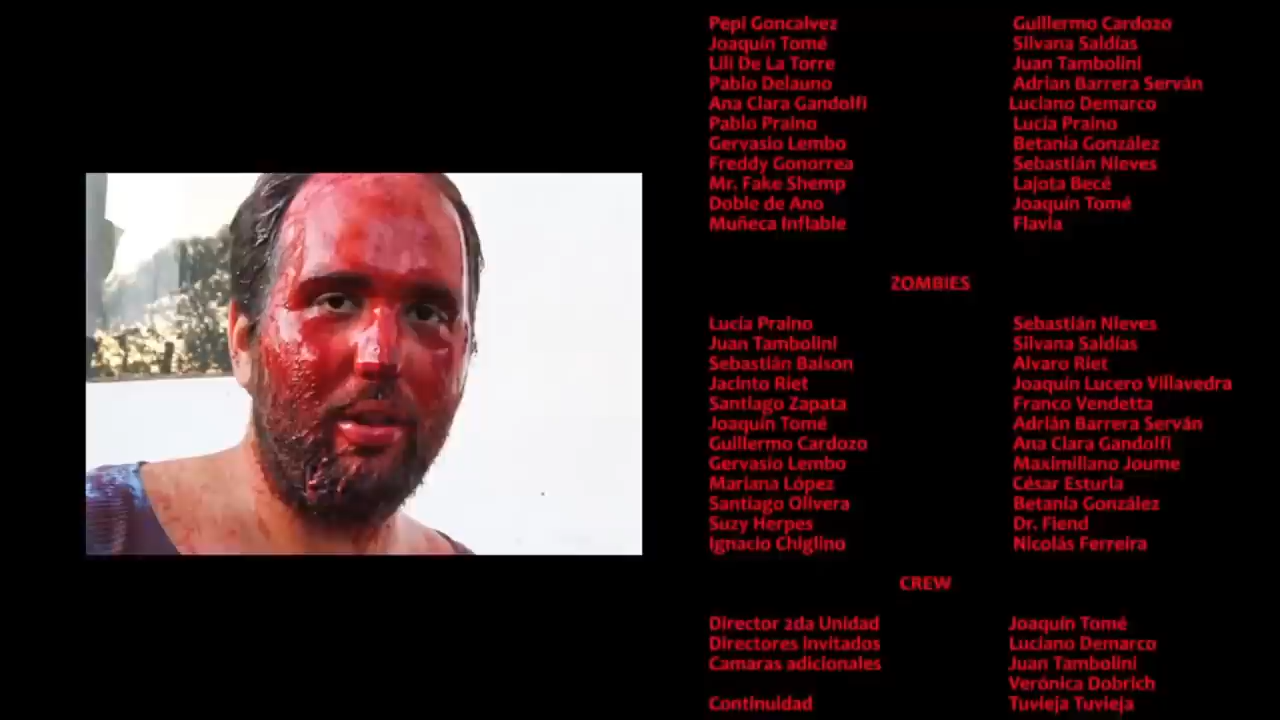 Pepi Goncalvez Guillermo Cardozo
Joaquín Tomé Silvana Saldías
Lili De La Torre Juan Tambolini
Pablo Delauno Adrian Barrera Serván
Ana Clara Gandolfi Luciano Demarco
Pablo Praino Lucía Praino
Gervasio Lembo Betania González
Freddy Gonorrea Sebastián Nieves
Mr. Fake Shemp Lajota Becé
Doble de Ano Joaquín Tomé
Muñeca Inflable Flavia
ZOMBIES
Lucía Praino Sebastián Nieves
Juan Tambolini Silvana Saldías
Sebastián Balson Alvaro Riet
Jacinto Riet Joaquín Lucero Villavedra
Santiago Zapata Franco Vendetta
Joaquín Tomé Adrián Barrera Serván
Guillermo Cardozo Ana Clara Gandolfi
Gervasio Lembo Maximiliano Joume
Mariana López César Esturla
Santiago Olivera Betania González
Suzy Herpes Dr. Fiend
Ignacio Chiglino Nicolás Ferreira
CREW
Director 2da Unidad Joaquín Tomé
Directores invitados Luciano Demarco
Camaras adicionales Juan Tambolini
Verónica Dobrich
Continuidad Tuvieja Tuvieja